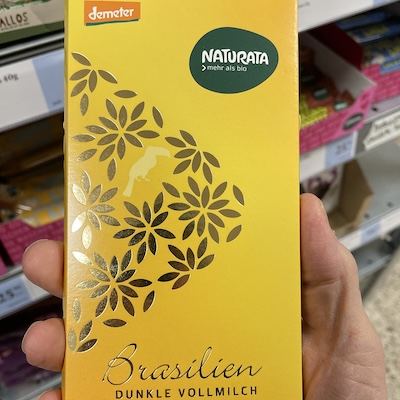 demeter
NATURATA
mehr als bio
Brasilien
DUNKLE VOLLMILCH